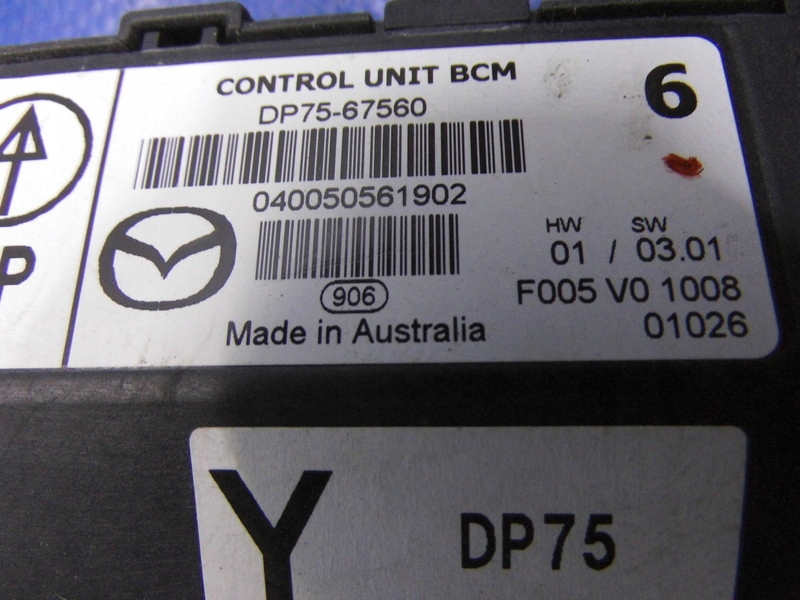 CONTROL UNIT BCM
6
DP75-67560
040050561902
HW SW
01 / 03.01
906
F005 V0 1008
Made in Australia
01026
P
Y
DP75